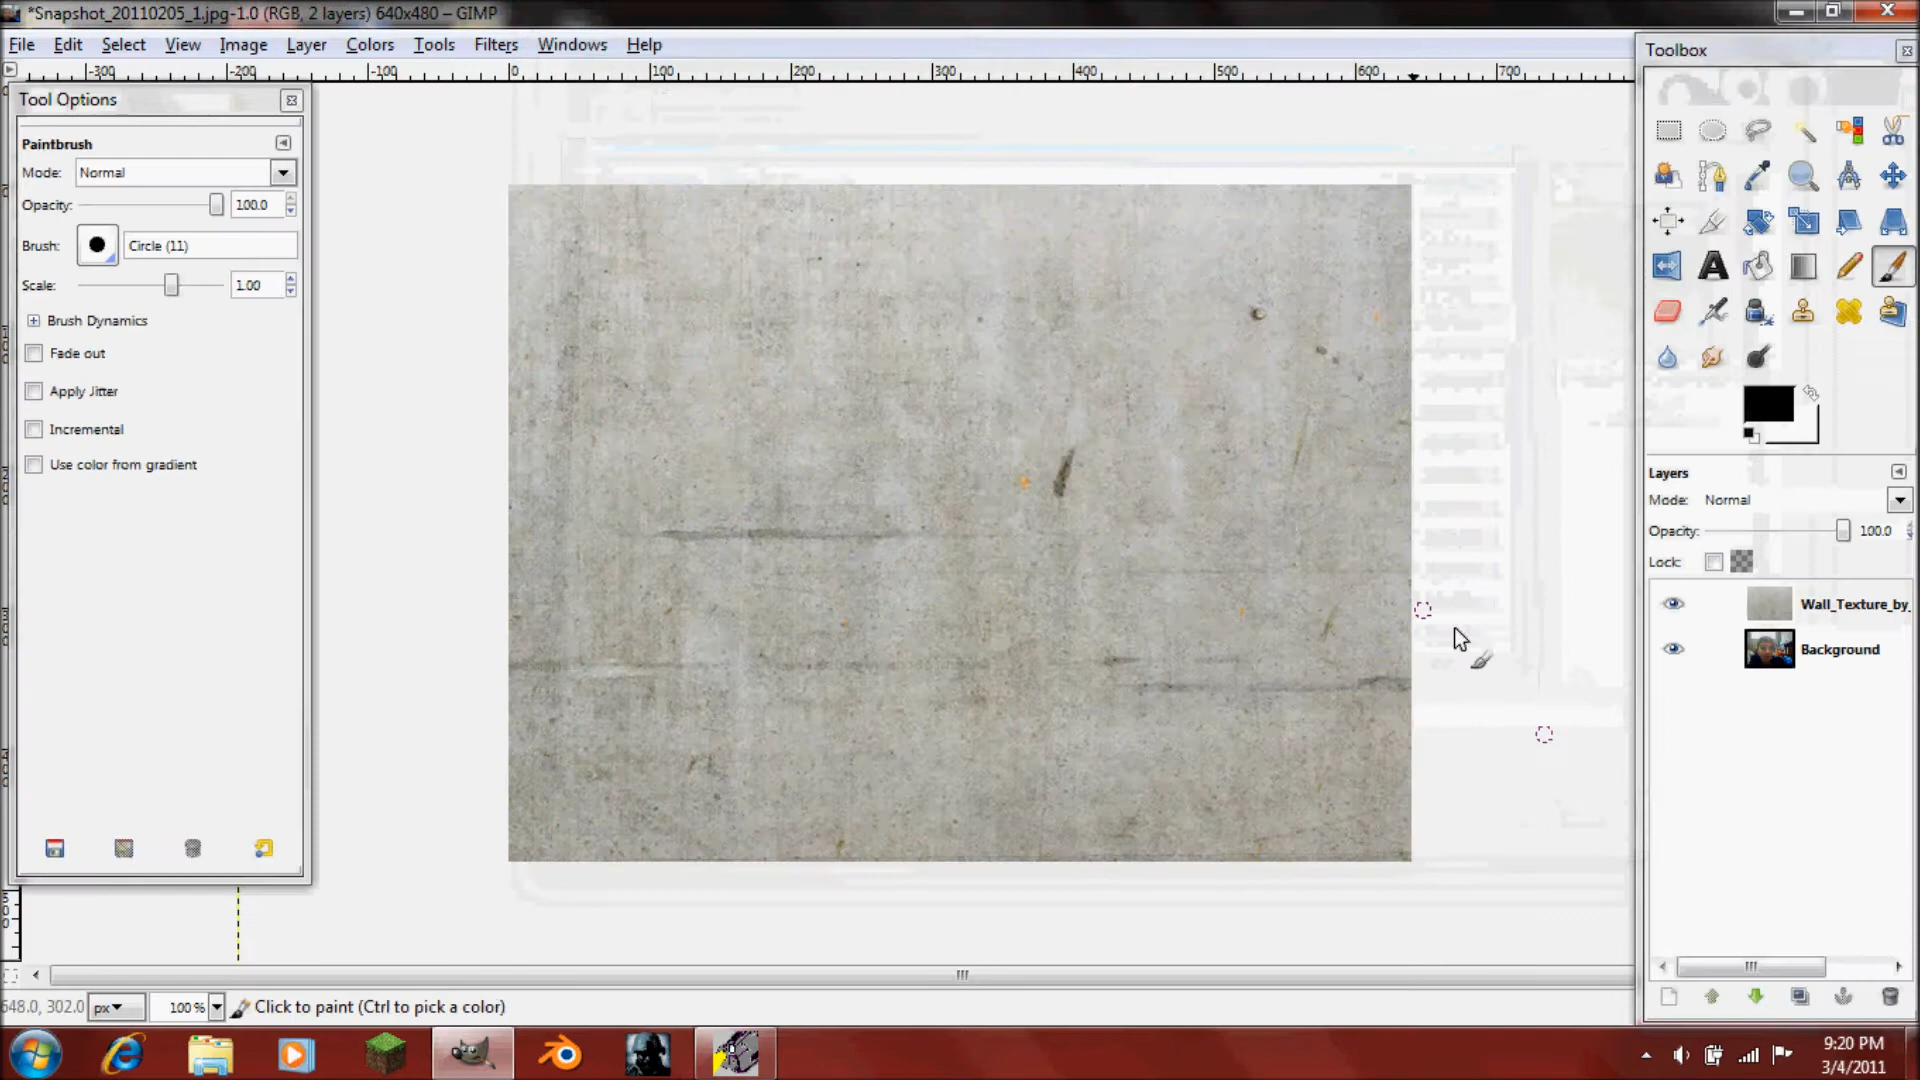 *Snapshot_20110205_1.jpg-1.0 (RGB, 2 layers) 640x480 – GIMP
File Edit Select View Image Layer Colors Tools Filters Windows Help
-300 -200 -100 0 100 200 300 400 500 600 700
Tool Options
Paintbrush
Mode: Normal
Opacity: 100.0
Brush: Circle (11)
Scale: 1.00
Brush Dynamics
Fade out
Apply Jitter
Incremental
Use color from gradient
Toolbox
Layers
Mode: Normal
Opacity: 100.0
Lock:
Wall_Texture_by_
Background
648.0, 302.0 px 100% Click to paint (Ctrl to pick a color)
9:20 PM
3/4/2011